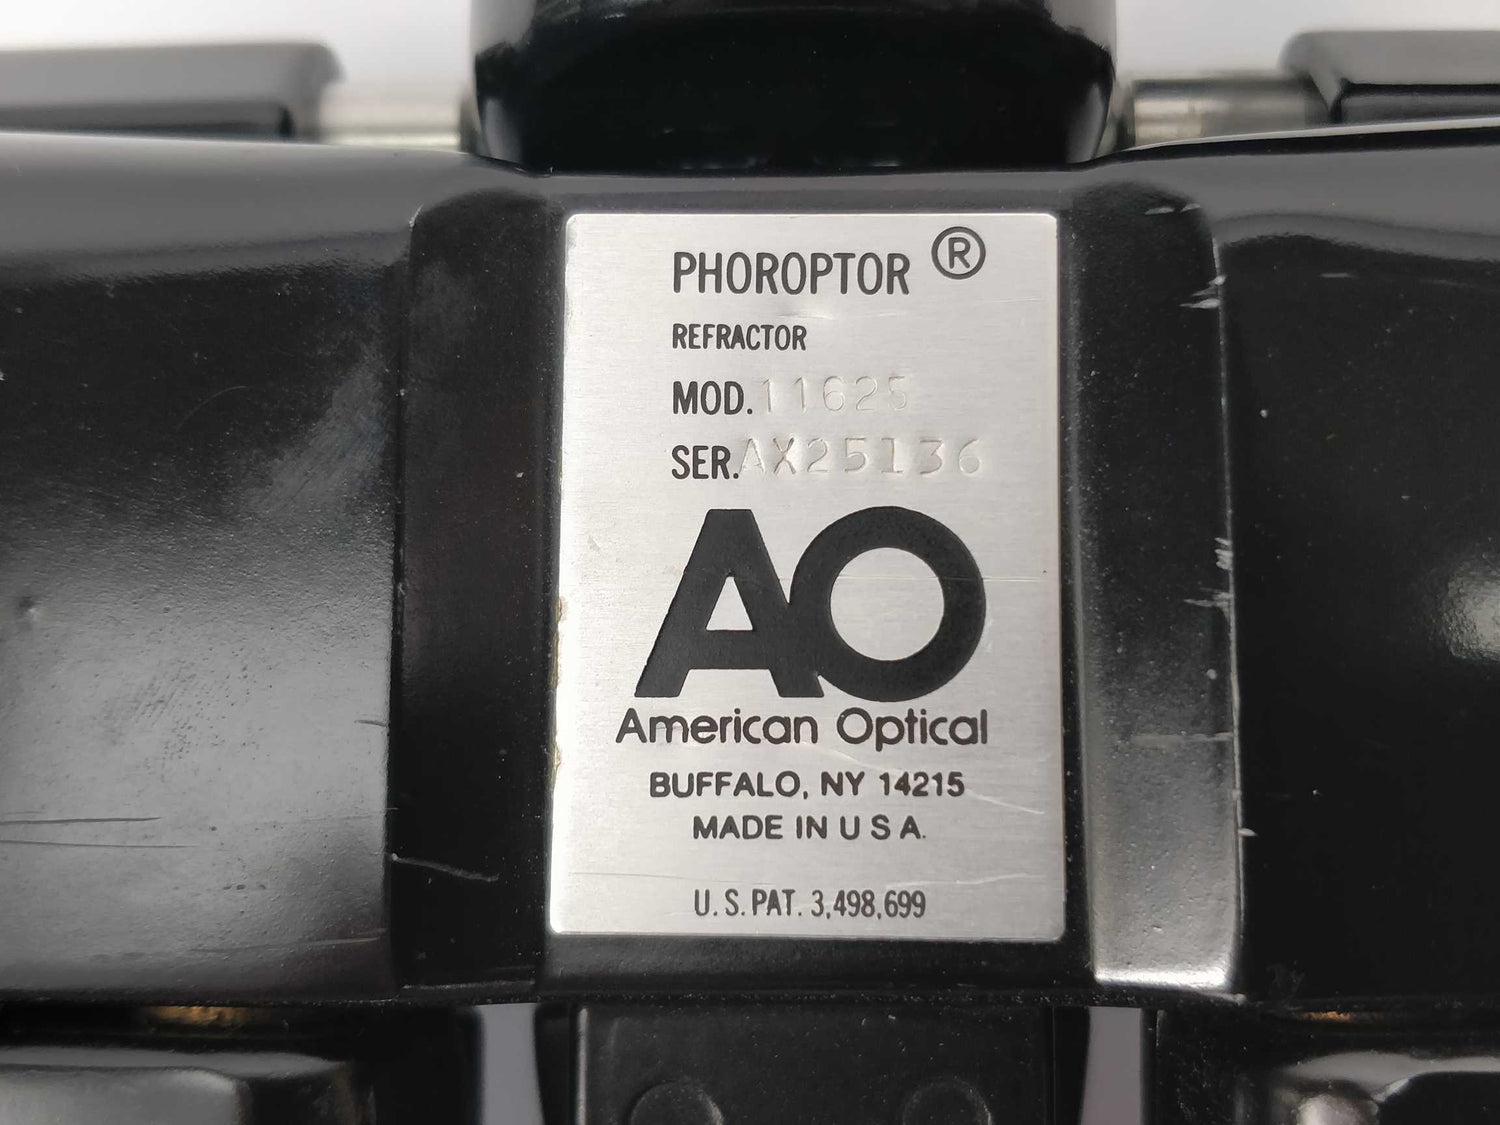 PHOROPTOR ®
REFRACTOR
MOD. 11625
SER. AX25136
AO
American Optical
BUFFALO, NY 14215
MADE IN U S A.
U.S. PAT. 3,498,699